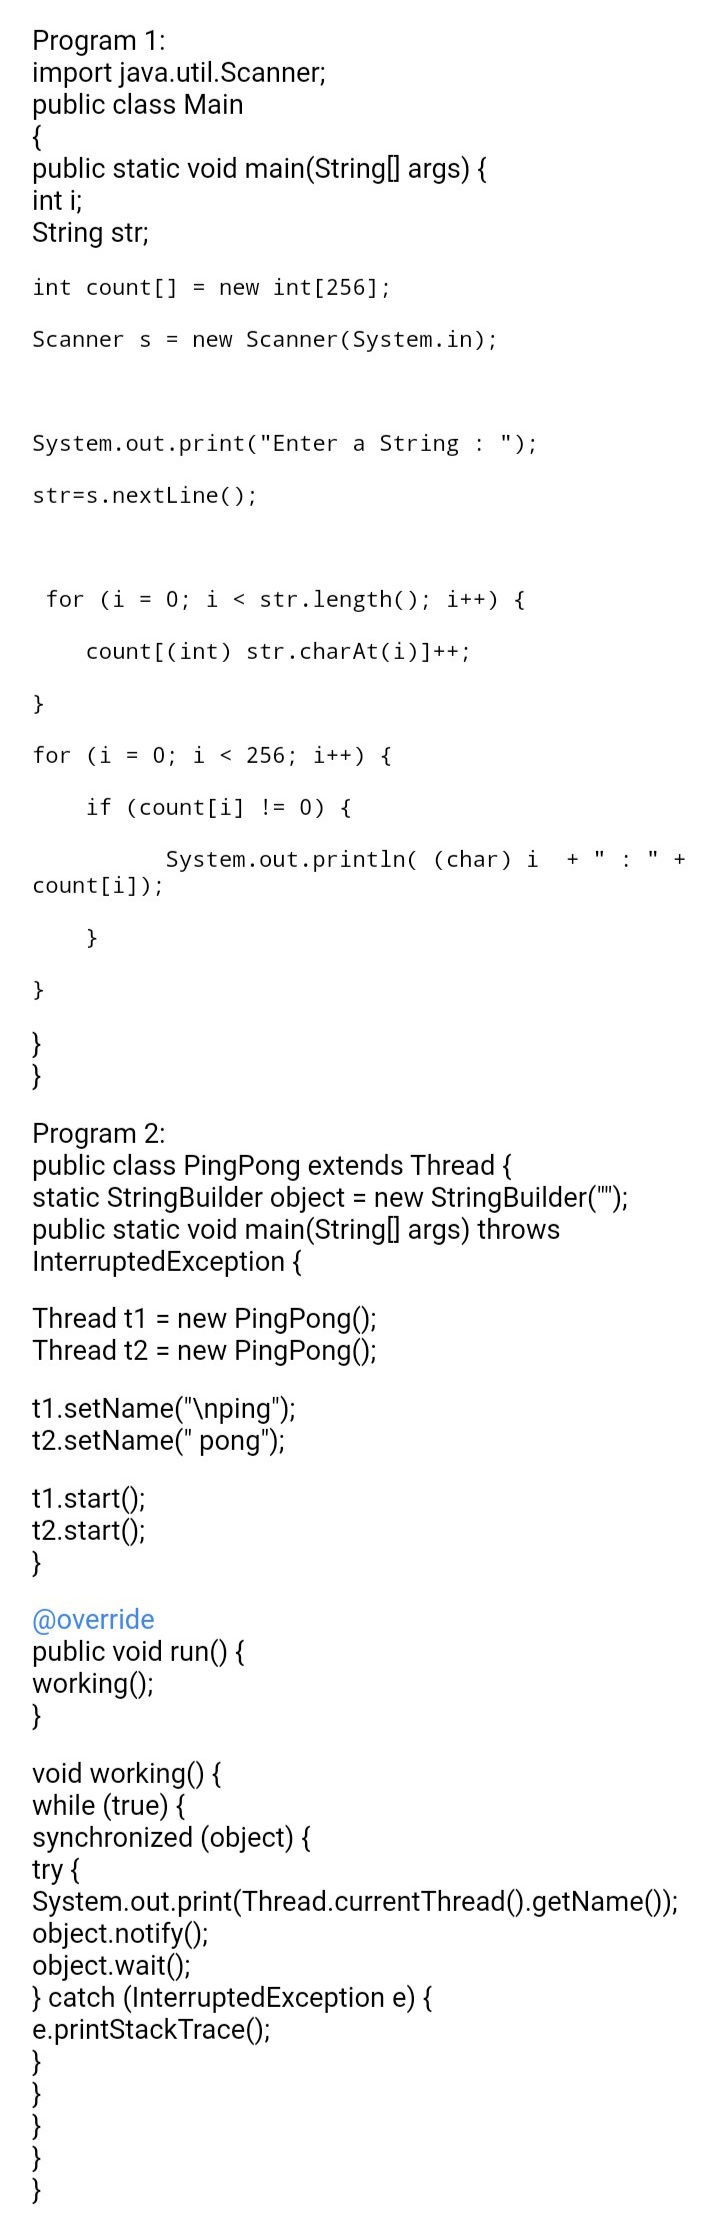 Program 1:
import java.util.Scanner;
public class Main
{
public static void main(String[] args) {
int i;
String str;
int count[] = new int[256];
Scanner s = new Scanner(System.in);
System.out.print("Enter a String : ");
str=s.nextLine();
for (i = 0; i < str.length(); i++) {
count[(int) str.charAt(i)]++;
}
for (i = 0; i < 256; i++) {
if (count[i] != 0) {
System.out.println( (char) i  + " : " +
count[i]);
}
}
}
}
Program 2:
public class PingPong extends Thread {
static StringBuilder object = new StringBuilder("");
public static void main(String[] args) throws
InterruptedException {
Thread t1 = new PingPong();
Thread t2 = new PingPong();
t1.setName("\nping");
t2.setName(" pong");
t1.start();
t2.start();
}
@override
public void run() {
working();
}
void working() {
while (true) {
synchronized (object) {
try {
System.out.print(Thread.currentThread().getName());
object.notify();
object.wait();
} catch (InterruptedException e) {
e.printStackTrace();
}
}
}
}
}